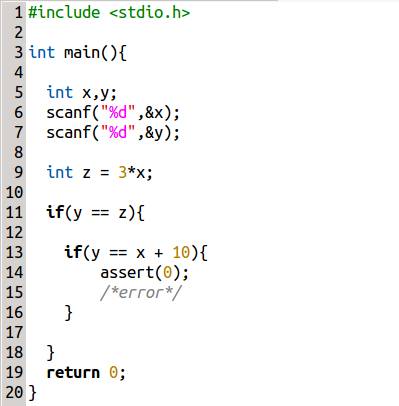 1 #include <stdio.h>
2
3 int main(){
4
5   int x,y;
6   scanf("%d",&x);
7   scanf("%d",&y);
8
9   int z = 3*x;
10
11   if(y == z){
12
13     if(y == x + 10){
14         assert(0);
15         /*error*/
16     }
17
18   }
19   return 0;
20 }